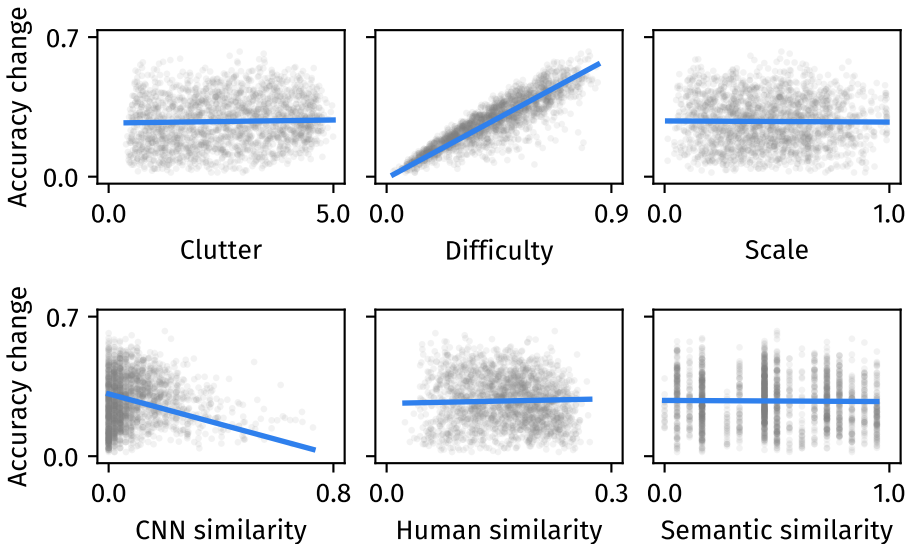 Accuracy change
0.7
0.0
0.0 5.0
Clutter
0.0 0.9
Difficulty
0.0 1.0
Scale
Accuracy change
0.7
0.0
0.0 0.8
CNN similarity
0.0 0.3
Human similarity
0.0 1.0
Semantic similarity